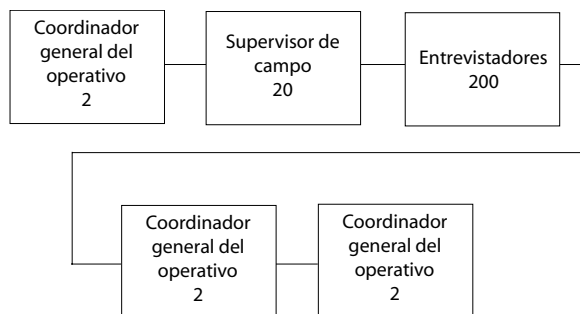 Coordinador
general del
operativo
2
Supervisor de
campo
20
Entrevistadores
200
Coordinador
general del
operativo
2
Coordinador
general del
operativo
2